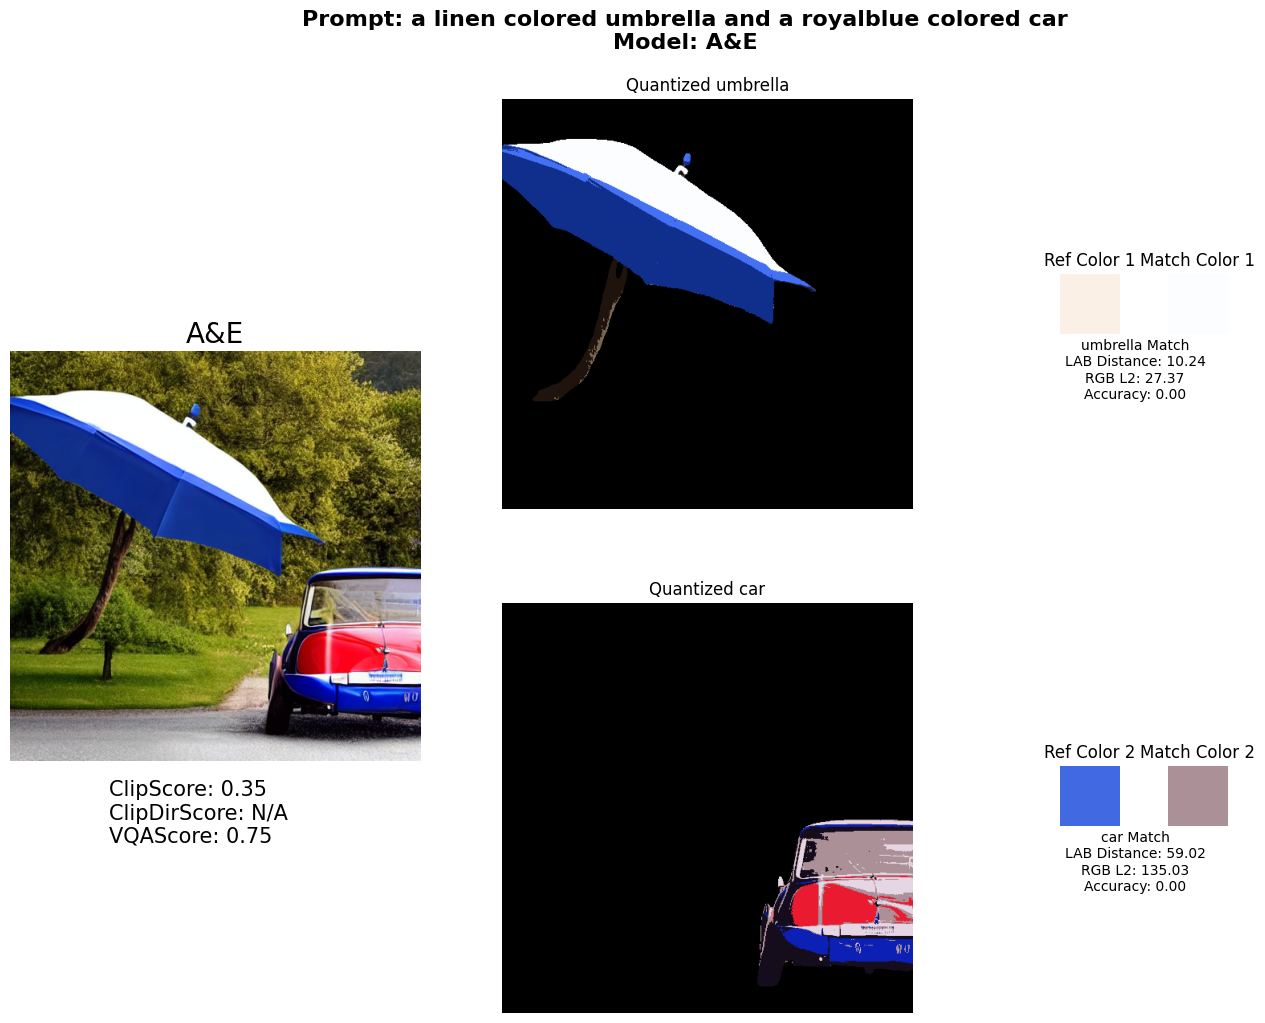 Prompt: a linen colored umbrella and a royalblue colored car
Model: A&E
Quantized umbrella
Ref Color 1 Match Color 1
umbrella Match
LAB Distance: 10.24
RGB L2: 27.37
Accuracy: 0.00
A&E
ClipScore: 0.35
ClipDirScore: N/A
VQAScore: 0.75
Quantized car
Ref Color 2 Match Color 2
car Match
LAB Distance: 59.02
RGB L2: 135.03
Accuracy: 0.00